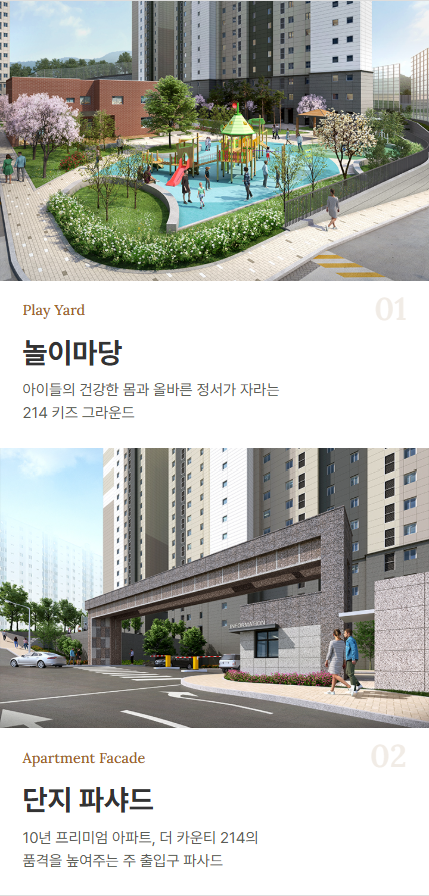 Play Yard
01
놀이마당
아이들의 건강한 몸과 올바른 정서가 자라는
214 키즈 그라운드
INFORMATION
Apartment Facade
02
단지 파샤드
10년 프리미엄 아파트, 더 카운티 214의
품격을 높여주는 주 출입구 파사드